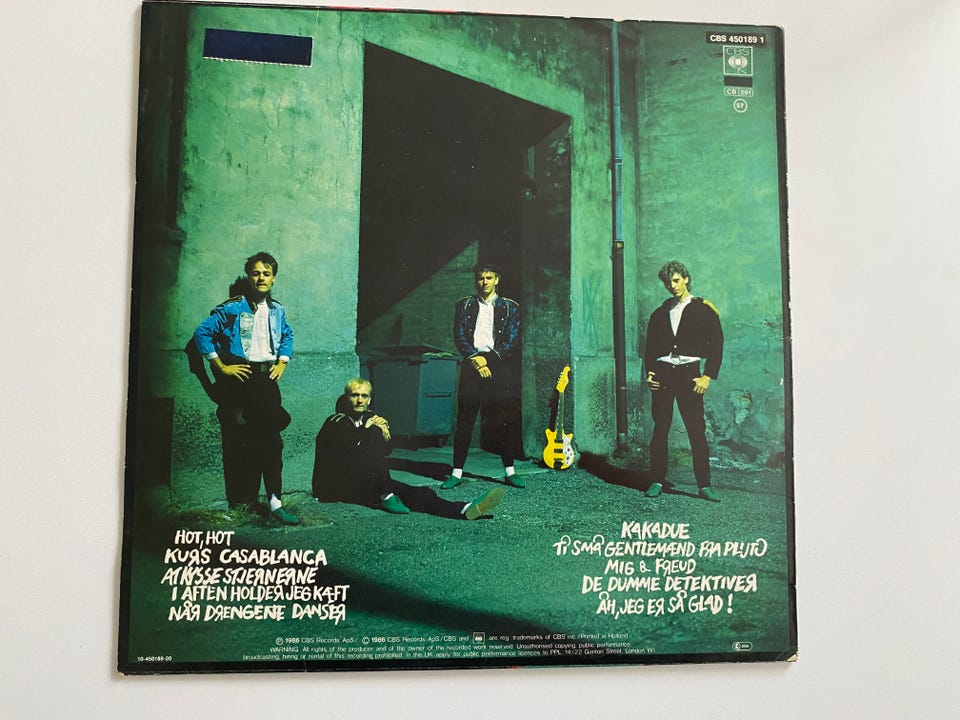 CBS 450189 1
CBS
CB 291
57
HOT, HOT
KURS CASABLANCA
AT KYSSE STJERNERNE
I AFTEN HOLDER JEG KÆFT
NÅR DRENGENE DANSER
KAKADUE
TI SMÅ GENTLEMÆND FRA PLUTO
MIG & FREUD
DE DUMME DETEKTIVER
ÅH, JEG ER SÅ GLAD!
℗ 1986 CBS Records ApS/ © 1986 CBS Records ApS/CBS and are reg. trademarks of CBS Inc./Printed in Holland
WARNING: All rights of the producer and of the owner of the recorded work reserved. Unauthorised copying, public performance
broadcasting, hiring or rental of this recording prohibited. In the UK apply for public performance licences to PPL, 14/22 Ganton Street, London W1.
10-450189-20